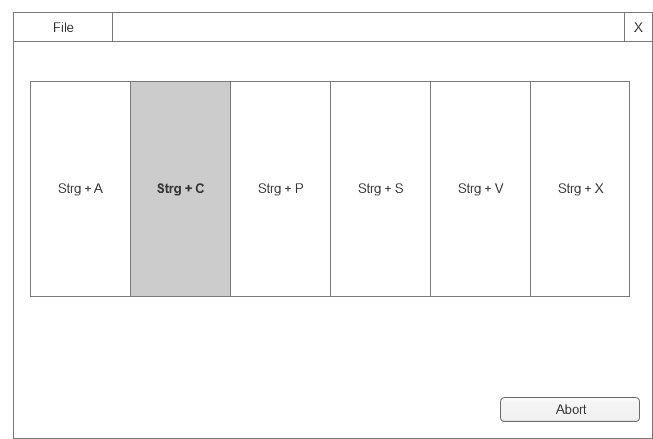 File
X
Strg + A
Strg + C
Strg + P
Strg + S
Strg + V
Strg + X
Abort